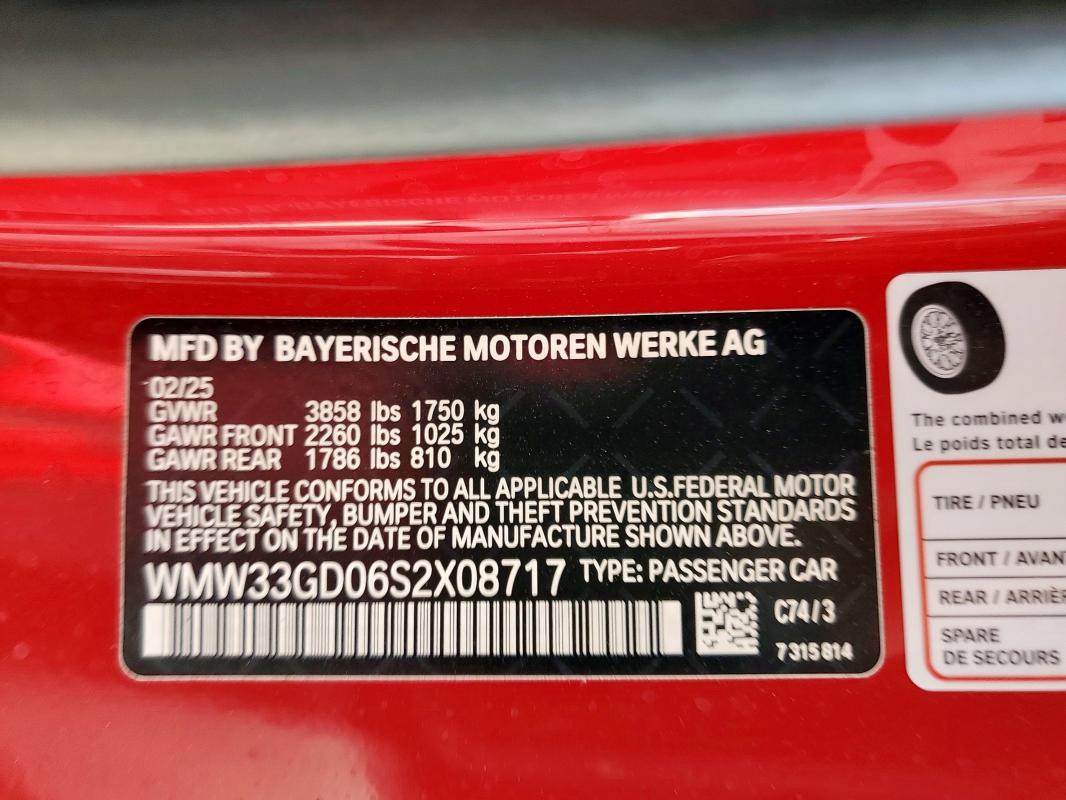 MFD BY BAYERISCHE MOTOREN WERKE AG
02/25
GVWR 3858 lbs 1750 kg
GAWR FRONT 2260 lbs 1025 kg
GAWR REAR 1786 lbs 810 kg
THIS VEHICLE CONFORMS TO ALL APPLICABLE U.S.FEDERAL MOTOR
VEHICLE SAFETY, BUMPER AND THEFT PREVENTION STANDARDS
IN EFFECT ON THE DATE OF MANUFACTURE SHOWN ABOVE.
WMW33GD06S2X08717 TYPE: PASSENGER CAR
C74/3
7315814
The combined
Le poids total
TIRE / PNEU
FRONT / AVAN
REAR / ARRIÈR
SPARE
DE SECOURS